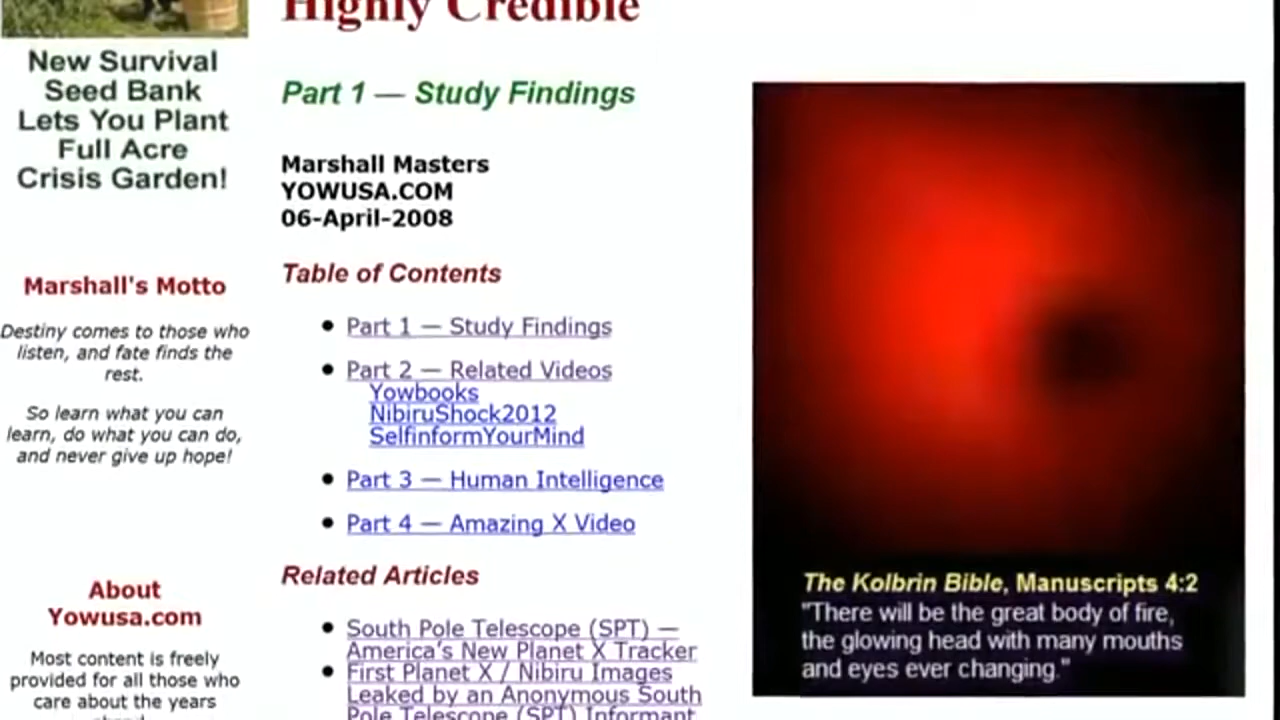 Highly Credible
New Survival
Seed Bank
Lets You Plant
Full Acre
Crisis Garden!
Marshall's Motto
Destiny comes to those who
listen, and fate finds the
rest.
So learn what you can
learn, do what you can do,
and never give up hope!
About
Yowusa.com
Most content is freely
provided for all those who
care about the years
ahead
Part 1 — Study Findings
Marshall Masters
YOWUSA.COM
06-April-2008
Table of Contents
Part 1 — Study Findings
Part 2 — Related Videos
Yowbooks
NibiruShock2012
SelfinformYourMind
Part 3 — Human Intelligence
Part 4 — Amazing X Video
Related Articles
South Pole Telescope (SPT) —
America's New Planet X Tracker
First Planet X / Nibiru Images
Leaked by an Anonymous South
Pole Telescope (SPT) Informant
The Kolbrin Bible, Manuscripts 4:2
"There will be the great body of fire,
the glowing head with many mouths
and eyes ever changing."